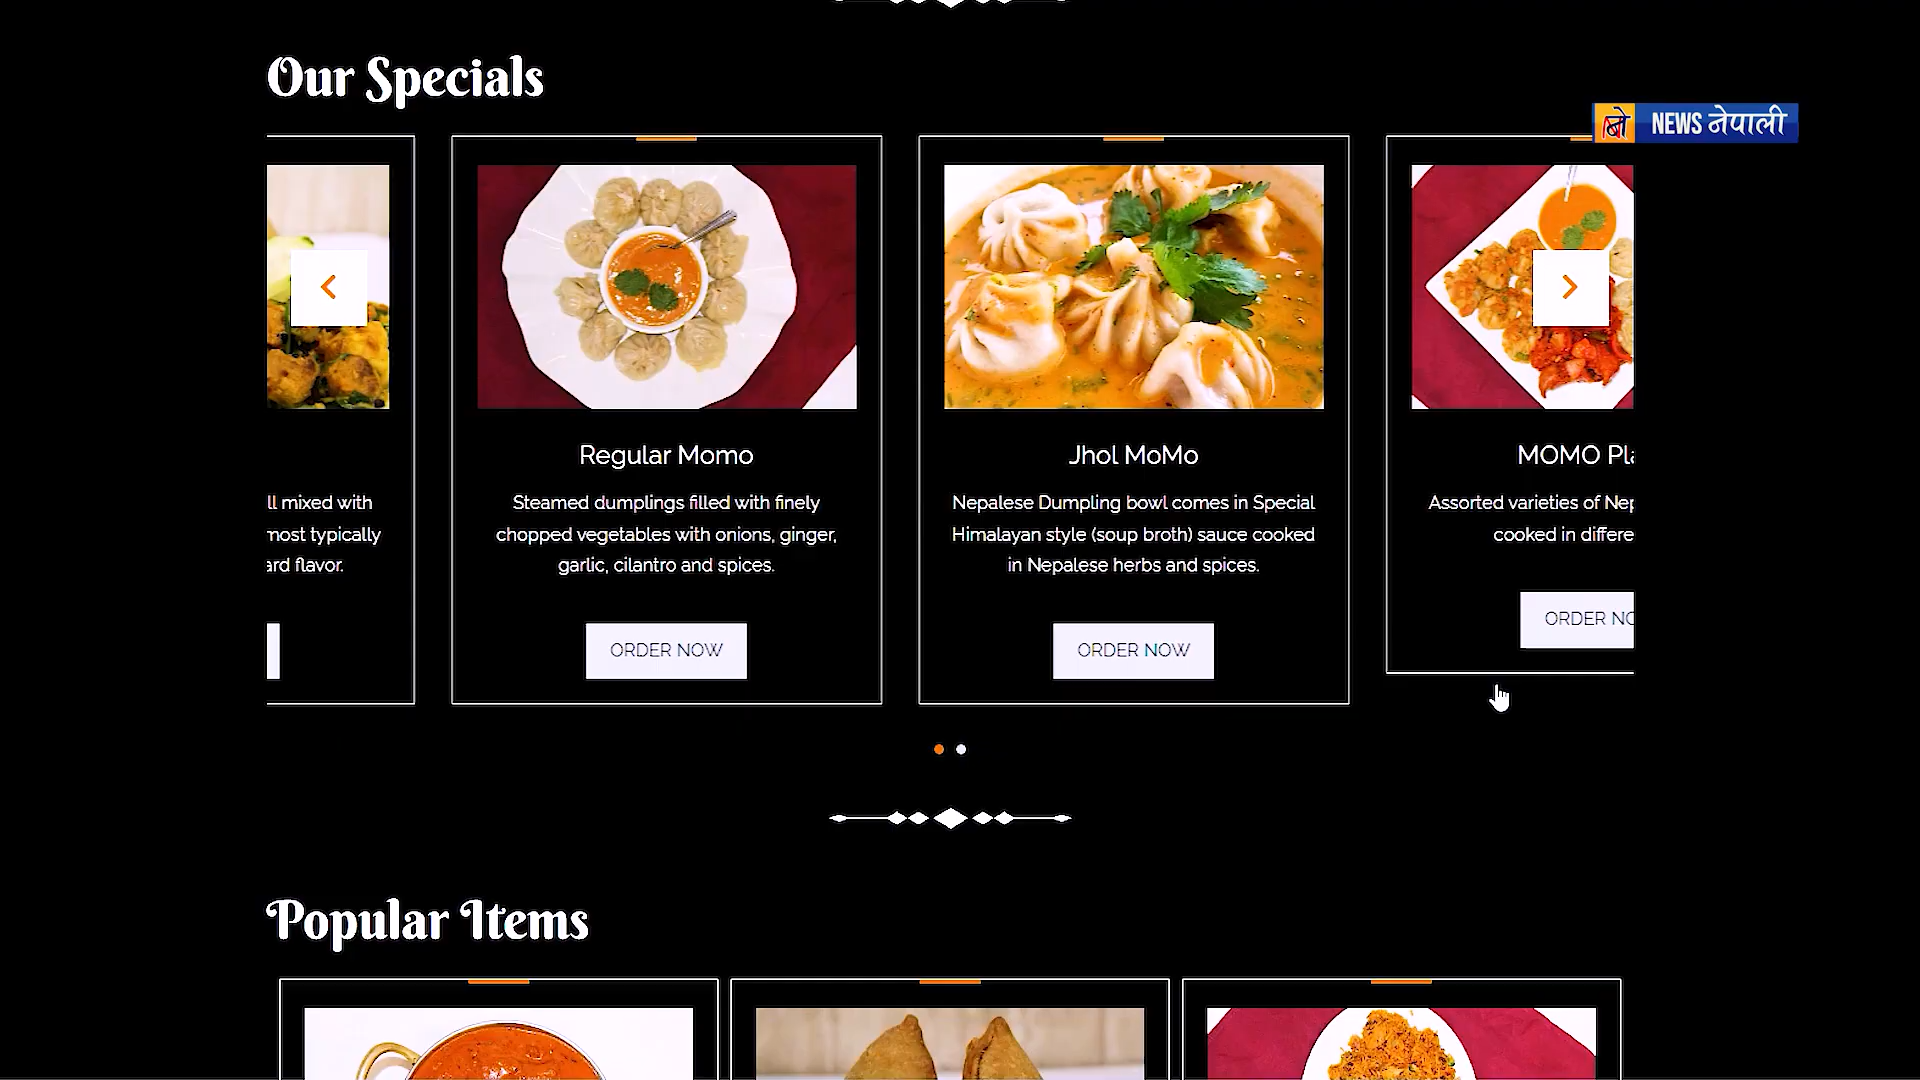 Our Specials
NEWS नेपाली
ll mixed with
most typically
ard flavor.
Regular Momo
Steamed dumplings filled with finely
chopped vegetables with onions, ginger,
garlic, cilantro and spices.
ORDER NOW
Jhol MoMo
Nepalese Dumpling bowl comes in Special
Himalayan style (soup broth) sauce cooked
in Nepalese herbs and spices.
ORDER NOW
MOMO Pla
Assorted varieties of Nep
cooked in differe
ORDER NO
Popular Items